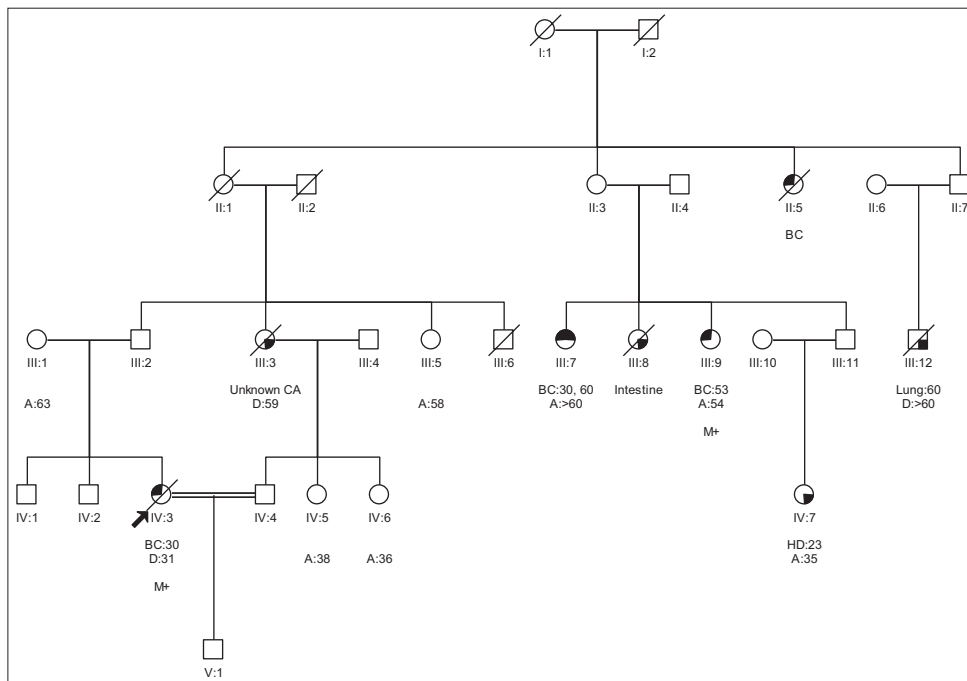 I:1 I:2
II:1 II:2 II:3 II:4 II:5 II:6 II:7
BC
III:1 III:2 III:3 III:4 III:5 III:6 III:7 III:8 III:9 III:10 III:11 III:12
Unknown CA BC:30, 60 Intestine BC:53 Lung:60
A:63 D:59 A:58 A:>60 A:54 D:>60
M+
IV:1 IV:2 IV:3 IV:4 IV:5 IV:6 IV:7
BC:30 HD:23
D:31 A:38 A:36 A:35
M+
V:1